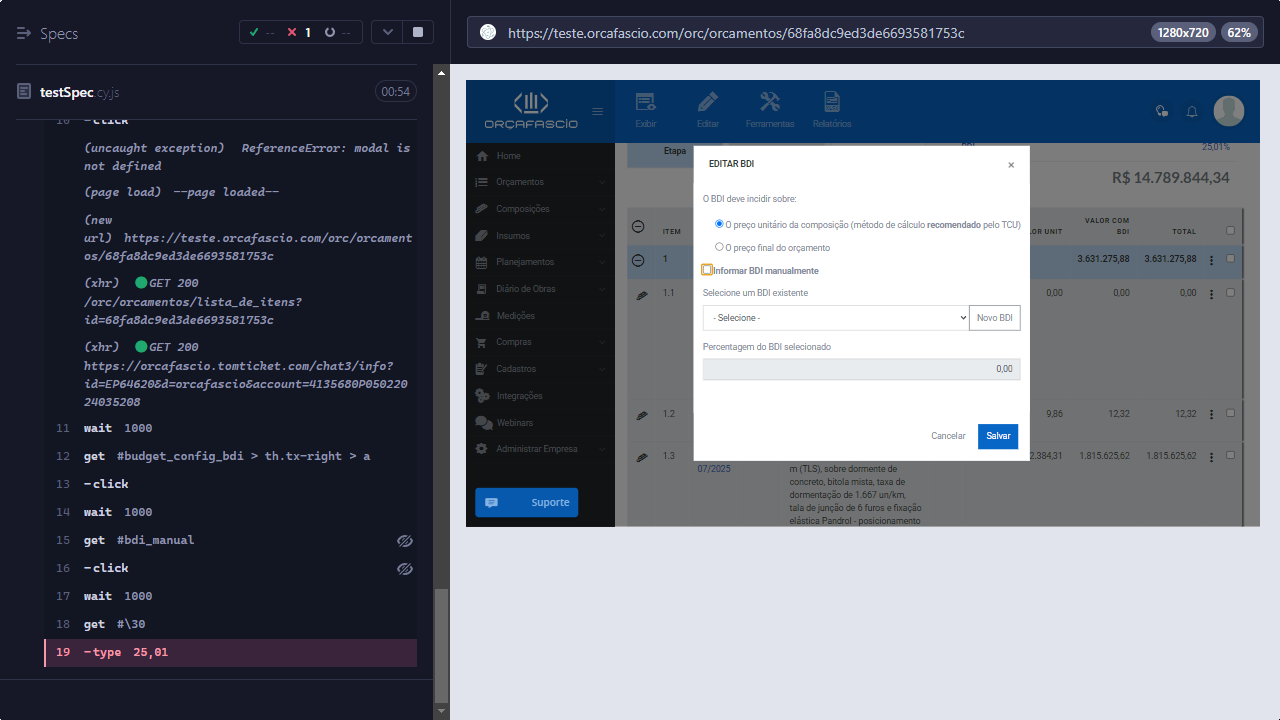 Specs
-- 1 --
https://teste.orcafascio.com/orc/orcamentos/68fa8dc9ed3de6693581753c
1280x720
62%
testSpec.cy.js
00:54
10 -click
(uncaught exception) ReferenceError: modal is
not defined
(page load) --page loaded--
(new
url) https://teste.orcafascio.com/orc/orcament
os/68fa8dc9ed3de6693581753c
(xhr) GET 200
/orc/orcamentos/lista_de_itens?
id=68fa8dc9ed3de6693581753c
(xhr) GET 200
https://orcafascio.tomticket.com/chat3/info?
id=EP64620&d=orcafascio&account=4135680P050220
24035208
11 wait 1000
12 get #budget_config_bdi > th.tx-right > a
13 -click
14 wait 1000
15 get #bdi_manual
16 -click
17 wait 1000
18 get #\30
19 -type 25,01
ORÇAFASCIO
Exibir
Editar
Ferramentas
Relatórios
Home
Orçamentos
Composições
Insumos
Planejamentos
Diário de Obras
Medições
Compras
Cadastros
Integrações
Webinars
Administrar Empresa
Suporte
Etapa
BDI
25,01%
R$ 14.789.844,34
ITEM
OR UNIT
VALOR COM
BDI
TOTAL
1 3.631.275,88 3.631.275,88
1.1 0,00 0,00 0,00
1.2 9,86 12,32 12,32
1.3 2.384,31 1.815.625,62 1.815.625,62
07/2025
m (TLS), sobre dormente de
concreto, bitola mista, taxa de
dormentação de 1.667 un/km,
tala de junção de 6 furos e fixação
elástica Pandrol - posicionamento
EDITAR BDI
×
O BDI deve incidir sobre:
O preço unitário da composição (método de cálculo recomendado pelo TCU)
O preço final do orçamento
Informar BDI manualmente
Selecione um BDI existente
- Selecione -
Novo BDI
Percentagem do BDI selecionado
0,00
Cancelar
Salvar